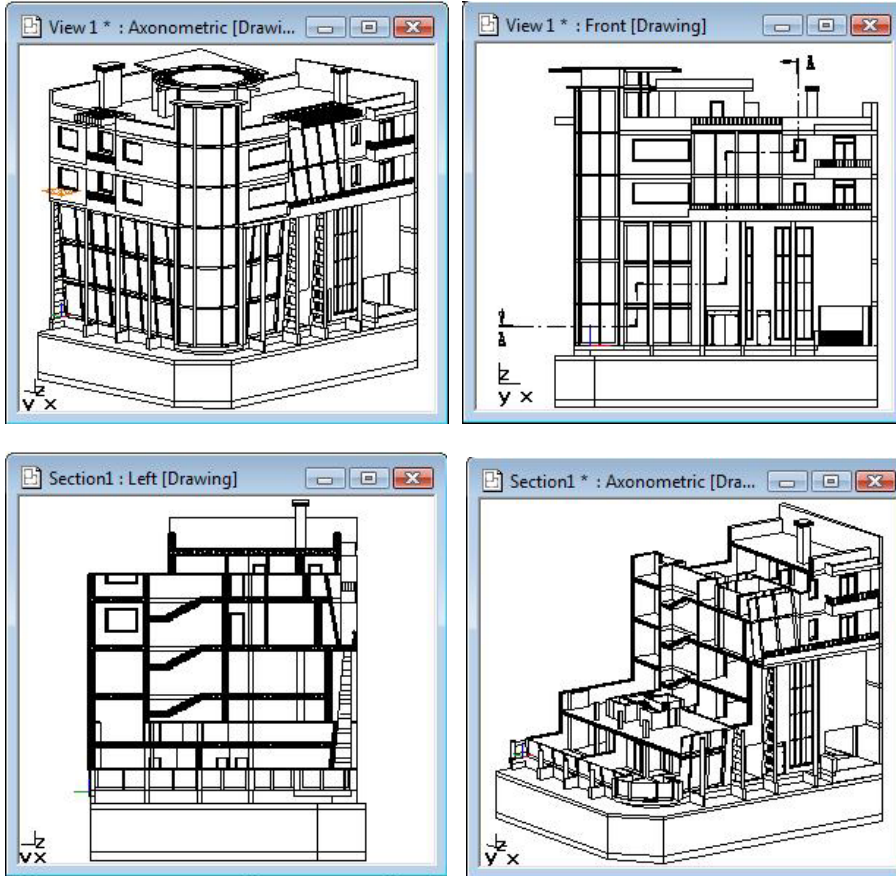 View 1 * : Axonometric [Drawi...
View 1 * : Front [Drawing]
z
y x
z
y x
Section1 : Left [Drawing]
Section1 * : Axonometric [Dra...
z
y x
z
y x